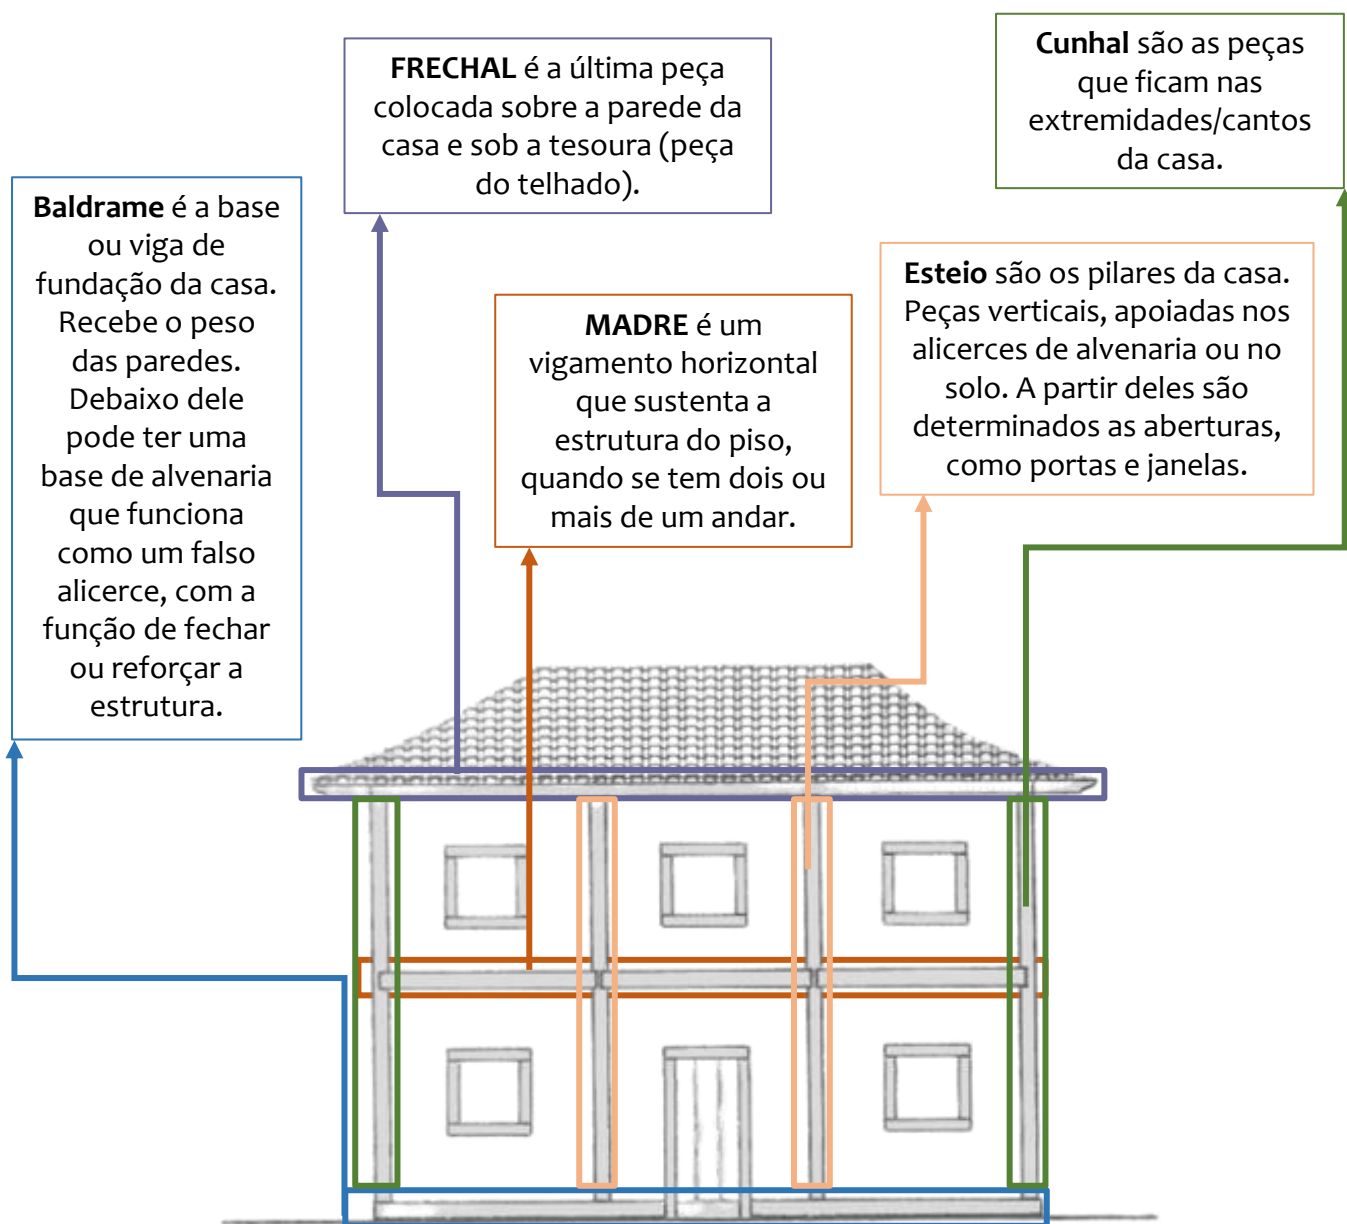 Baldrame é a base
ou viga de
fundação da casa.
Recebe o peso
das paredes.
Debaixo dele
pode ter uma
base de alvenaria
que funciona
como um falso
alicerce, com a
função de fechar
ou reforçar a
estrutura.
FRECHAL é a última peça
colocada sobre a parede da
casa e sob a tesoura (peça
do telhado).
MADRE é um
vigamento horizontal
que sustenta a
estrutura do piso,
quando se tem dois ou
mais de um andar.
Esteio são os pilares da casa.
Peças verticais, apoiadas nos
alicerces de alvenaria ou no
solo. A partir deles são
determinados as aberturas,
como portas e janelas.
Cunhal são as peças
que ficam nas
extremidades/cantos
da casa.